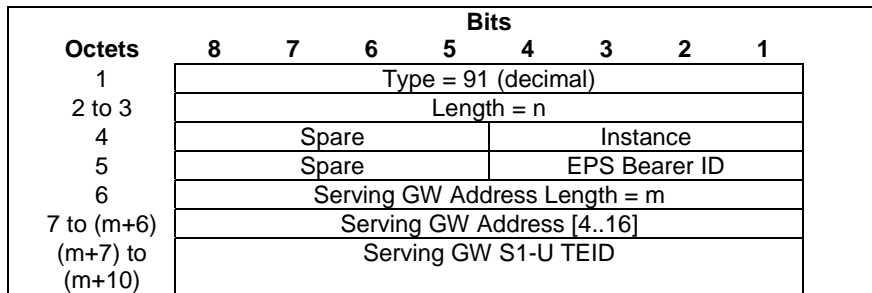 Bits
Octets 8 7 6 5 4 3 2 1
1 Type = 91 (decimal)
2 to 3 Length = n
4 Spare Instance
5 Spare EPS Bearer ID
6 Serving GW Address Length = m
7 to (m+6) Serving GW Address [4..16]
(m+7) to Serving GW S1-U TEID
(m+10)